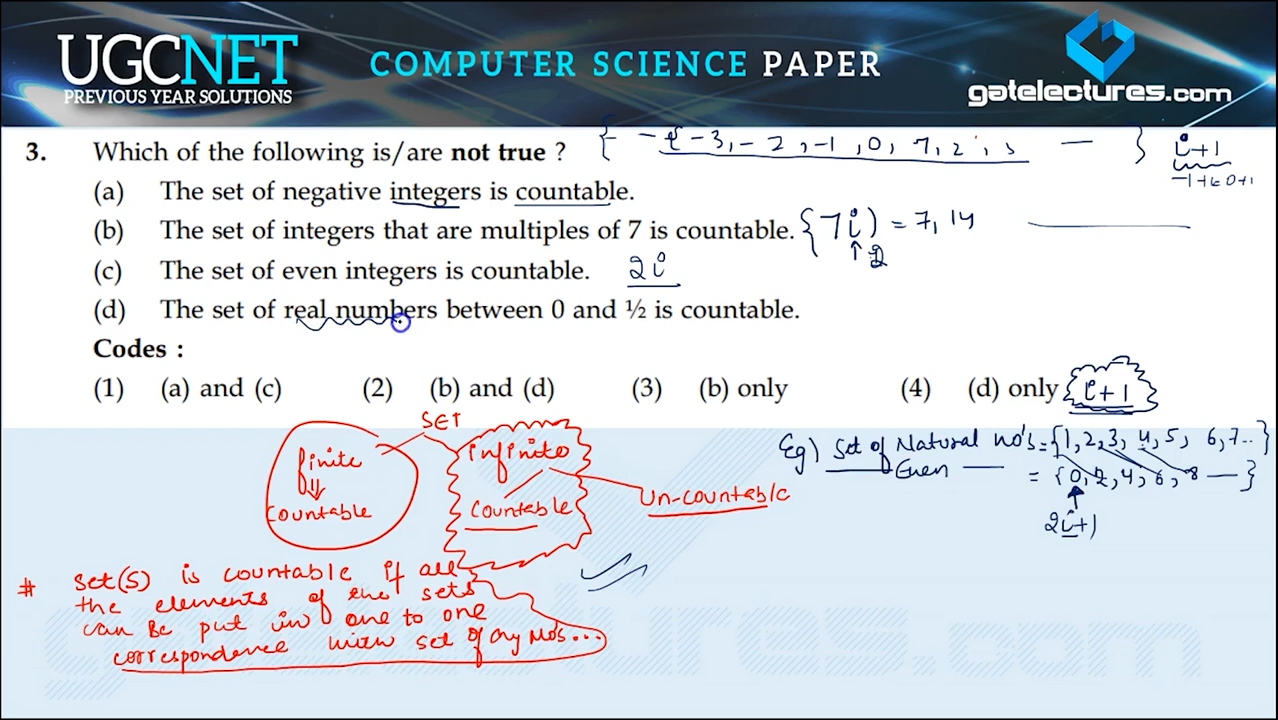 UGCNET
PREVIOUS YEAR SOLUTIONS
COMPUTER SCIENCE PAPER
gatelectures.com
3. Which of the following is/are not true ?
{ - -3, -2, -1, 0, 7, 2, 3 — }
i+1
(a) The set of negative integers is countable.
(b) The set of integers that are multiples of 7 is countable.
{7i) = 7, 14
(c) The set of even integers is countable.
2i
(d) The set of real numbers between 0 and ½ is countable.
Codes :
(1) (a) and (c) (2) (b) and (d) (3) (b) only (4) (d) only
i+1
SET
finite
⇓
countable
infinite
countable
un-countable
Eg) Set of Natural no's = {1, 2, 3, 4, 5, 6, 7..}
Even — = {0, 2, 4, 6, 8 — }
2i+1
# Set(S) is countable if all
the elements of the sets
can be put in one to one
correspondence with set of any No's...